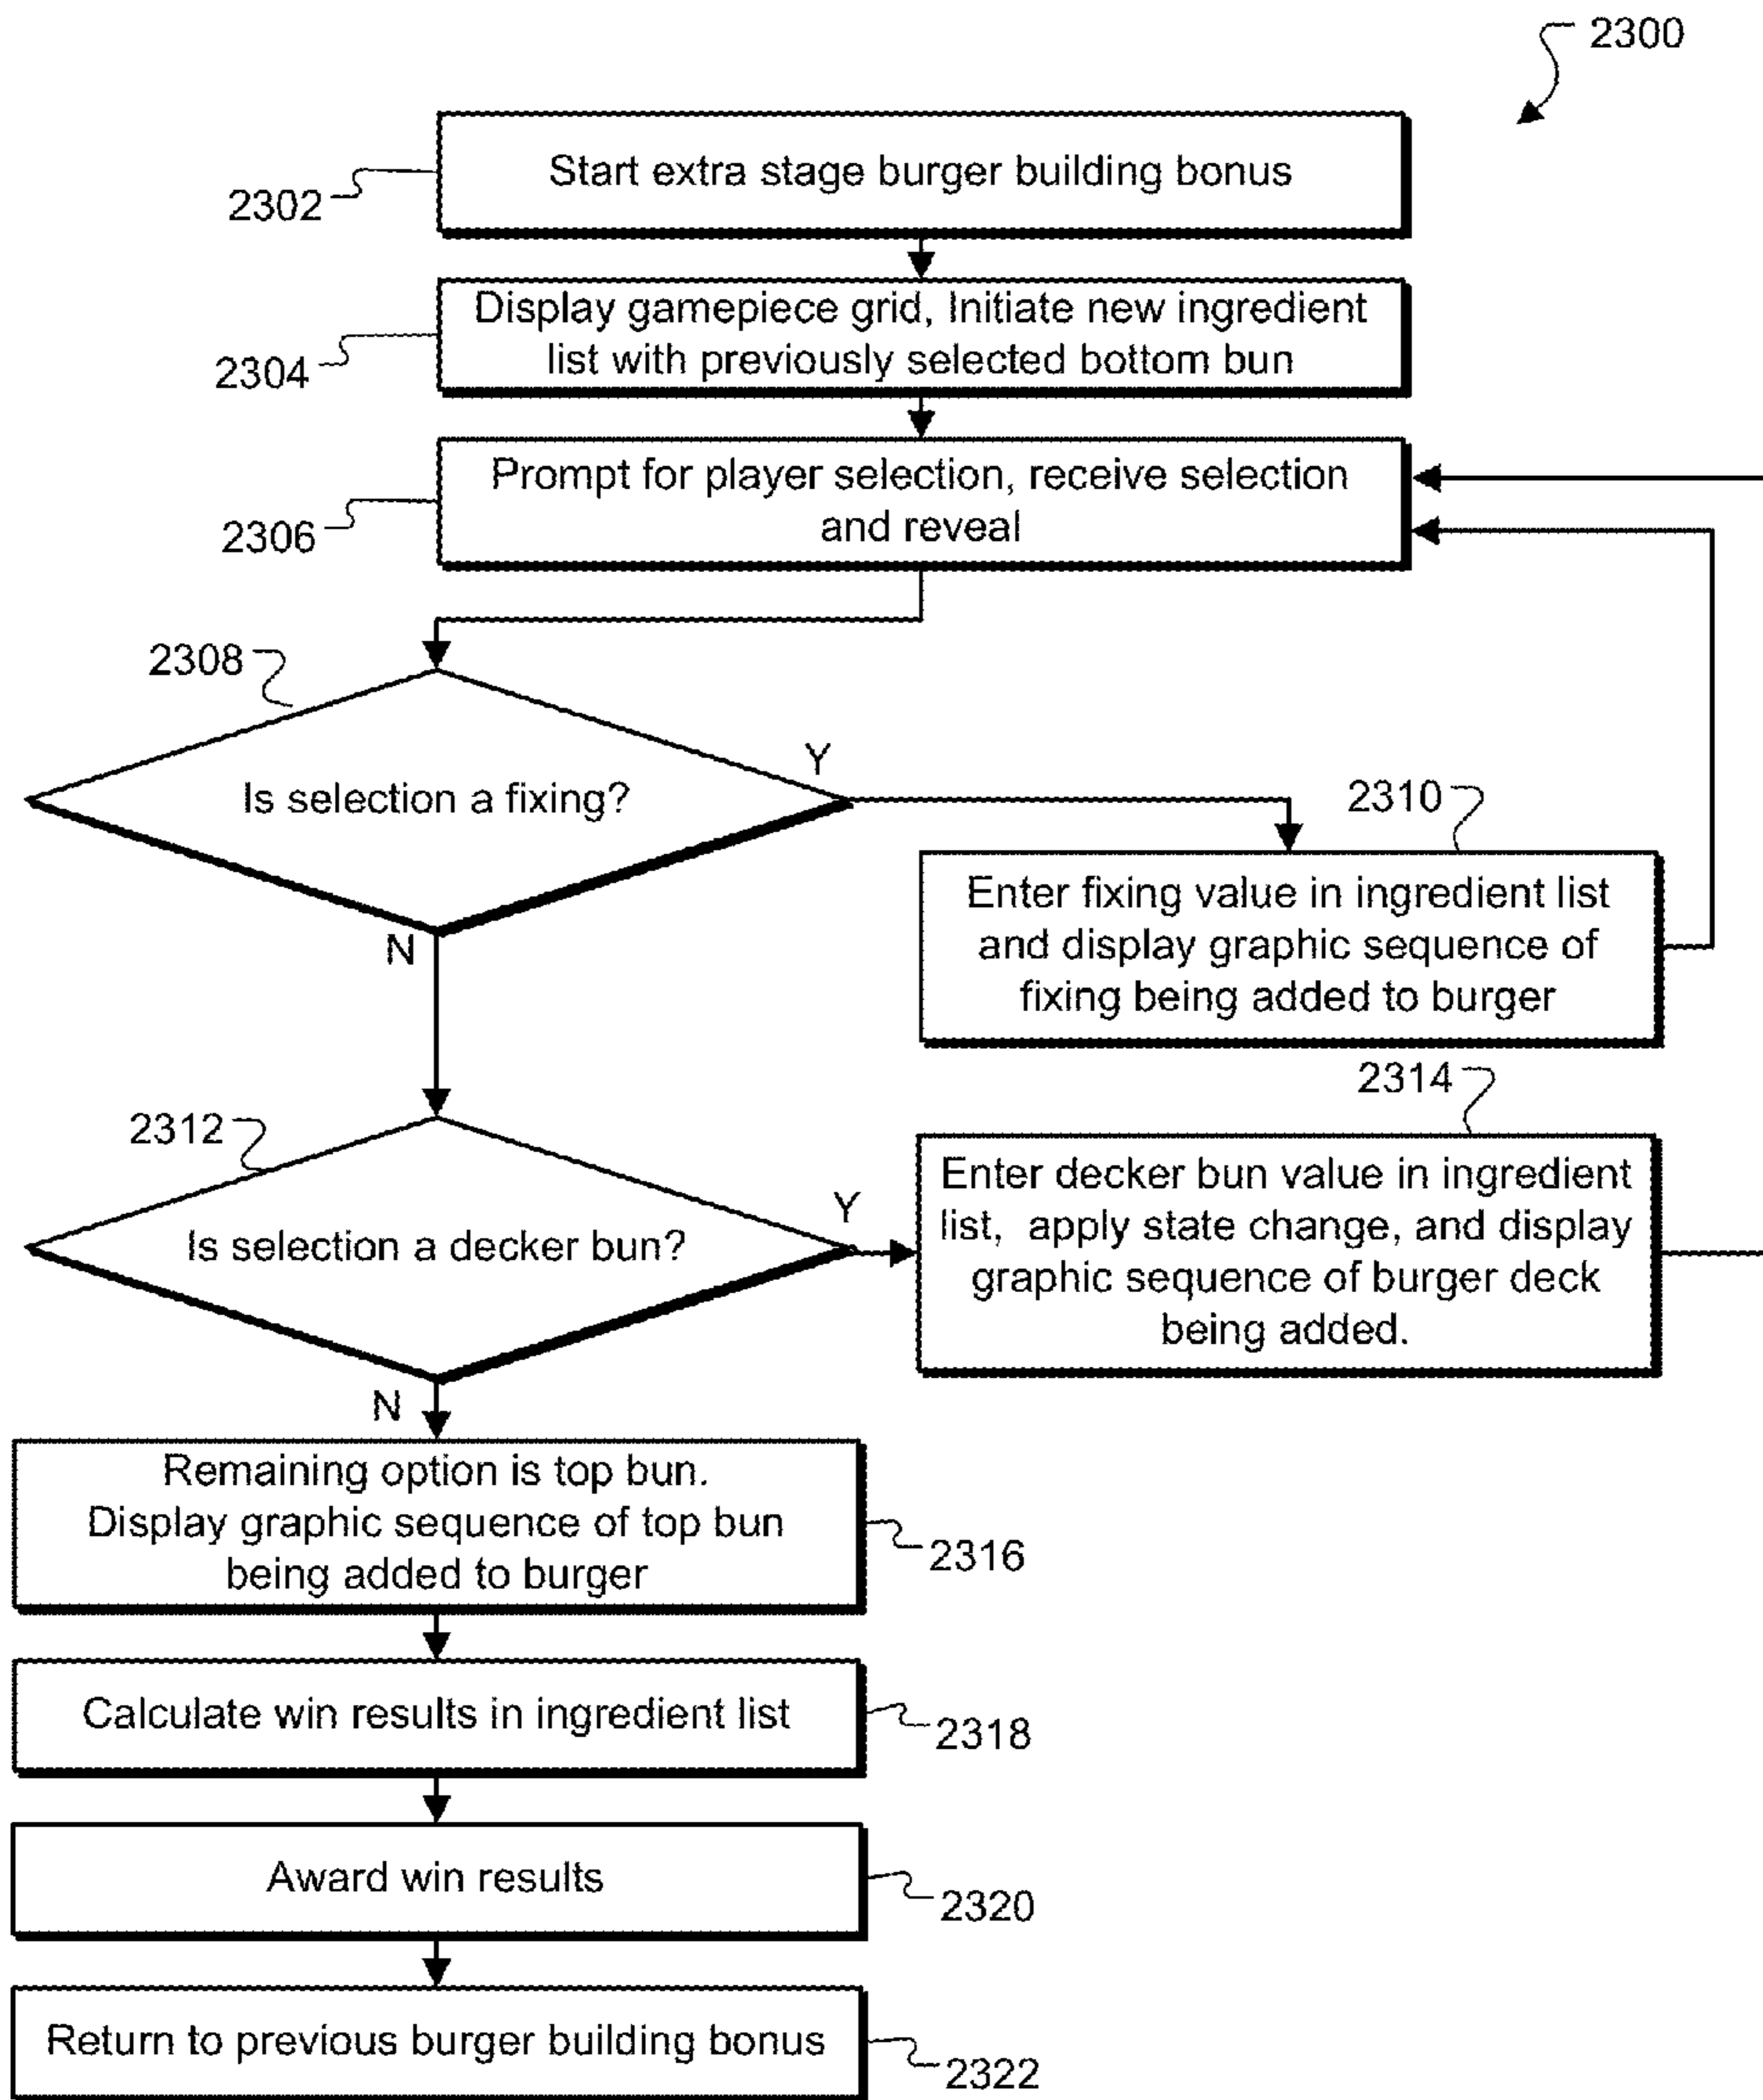 2300
Start extra stage burger building bonus
2302
Display gamepiece grid, Initiate new ingredient
list with previously selected bottom bun
2304
Prompt for player selection, receive selection
and reveal
2306
2308
Is selection a fixing?
Y
N
2310
Enter fixing value in ingredient list
and display graphic sequence of
fixing being added to burger
2312
Is selection a decker bun?
Y
N
2314
Enter decker bun value in ingredient
list, apply state change, and display
graphic sequence of burger deck
being added.
Remaining option is top bun.
Display graphic sequence of top bun
being added to burger
2316
Calculate win results in ingredient list
2318
Award win results
2320
Return to previous burger building bonus
2322